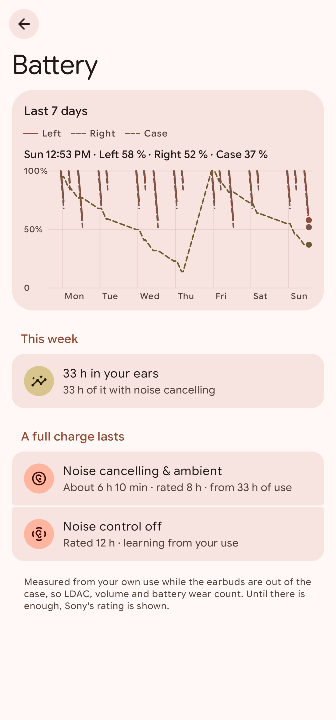 Battery
Last 7 days
Left Right Case
Sun 12:53 PM · Left 58 % · Right 52 % · Case 37 %
100%
50%
0
Mon Tue Wed Thu Fri Sat Sun
This week
33 h in your ears
33 h of it with noise cancelling
A full charge lasts
Noise cancelling & ambient
About 6 h 10 min · rated 8 h · from 33 h of use
Noise control off
Rated 12 h · learning from your use
Measured from your own use while the earbuds are out of the
case, so LDAC, volume and battery wear count. Until there is
enough, Sony's rating is shown.